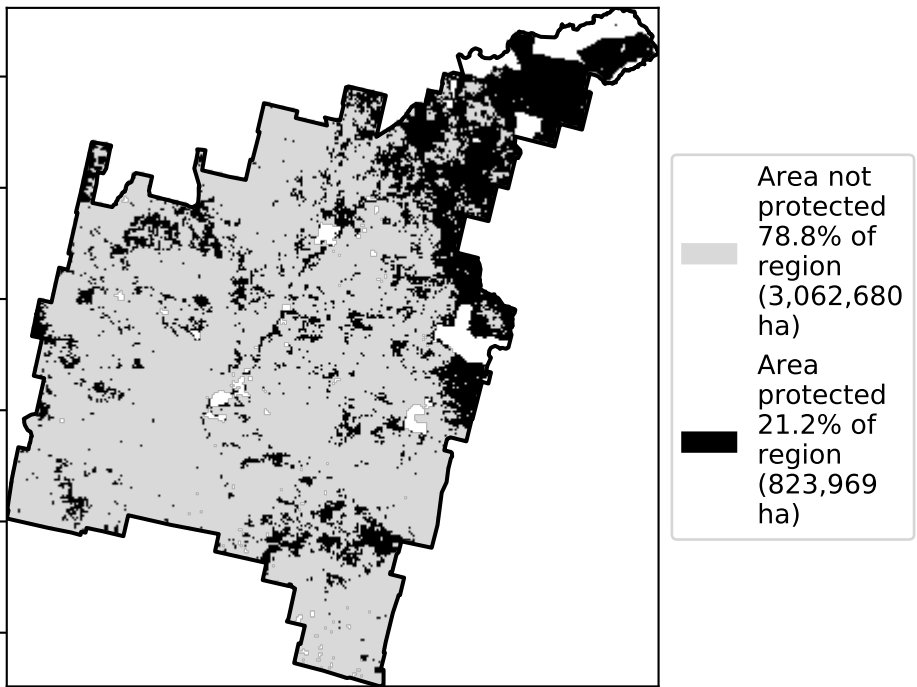 Area not
protected
78.8% of
region
(3,062,680
ha)
Area
protected
21.2% of
region
(823,969
ha)